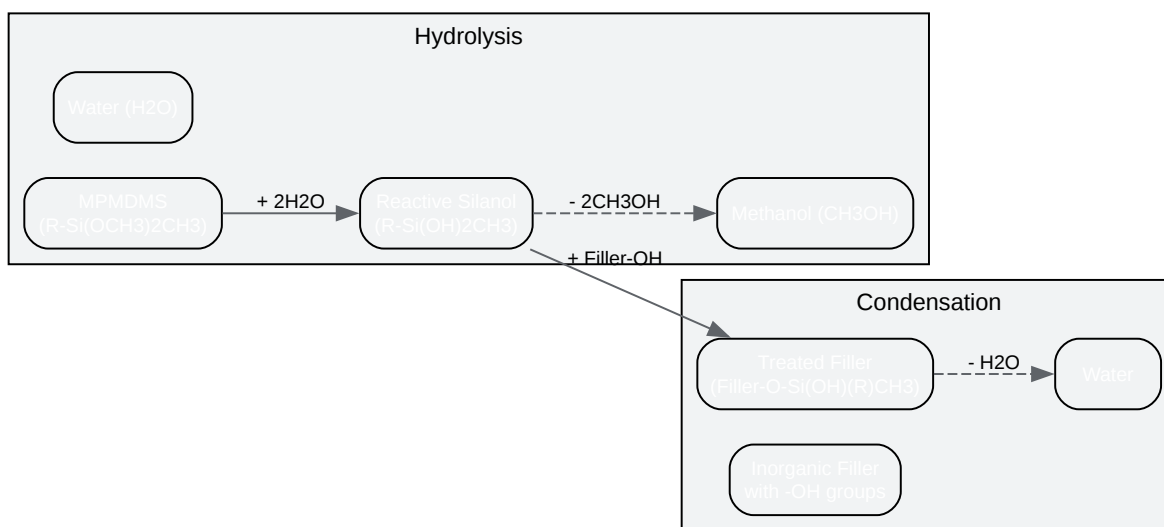 Hydrolysis
Water (H2O)
MPMDMS
(R-Si(OCH3)2CH3)
+ 2H2O
Reactive Silanol
(R-Si(OH)2CH3)
- 2CH3OH
Methanol (CH3OH)
+ Filler-OH
Condensation
Treated Filler
(Filler-O-Si(OH)(R)CH3)
- H2O
Water
Inorganic Filler
with -OH groups